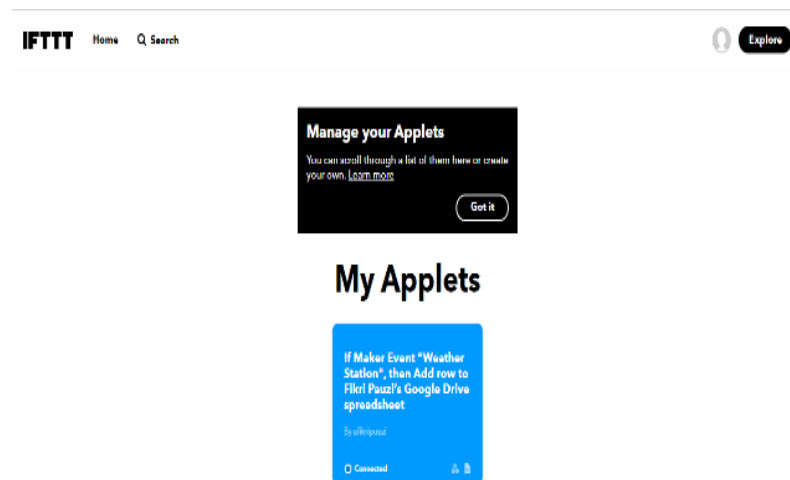 IFTTT Home Search Explore
Manage your Applets
You can scroll through a list of them here or create
your own. Learn more
Got it
My Applets
If Maker Event "Weather
Station", then Add row to
Fikri Pauzi's Google Drive
spreadsheet
By
Connected